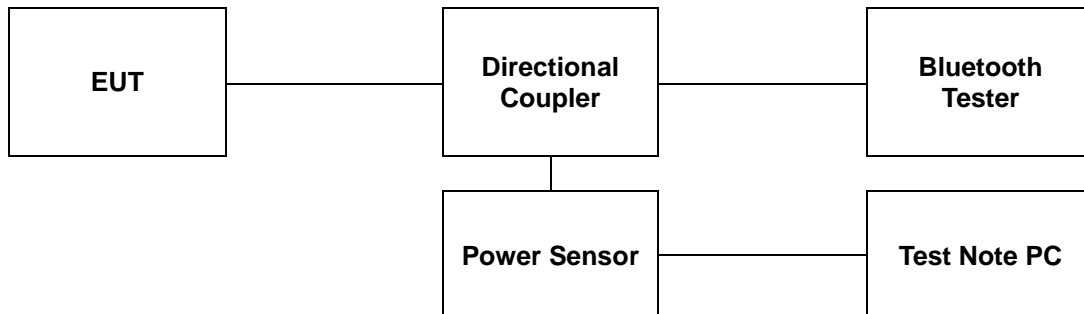 EUT
Directional
Coupler
Bluetooth
Tester
Power Sensor
Test Note PC